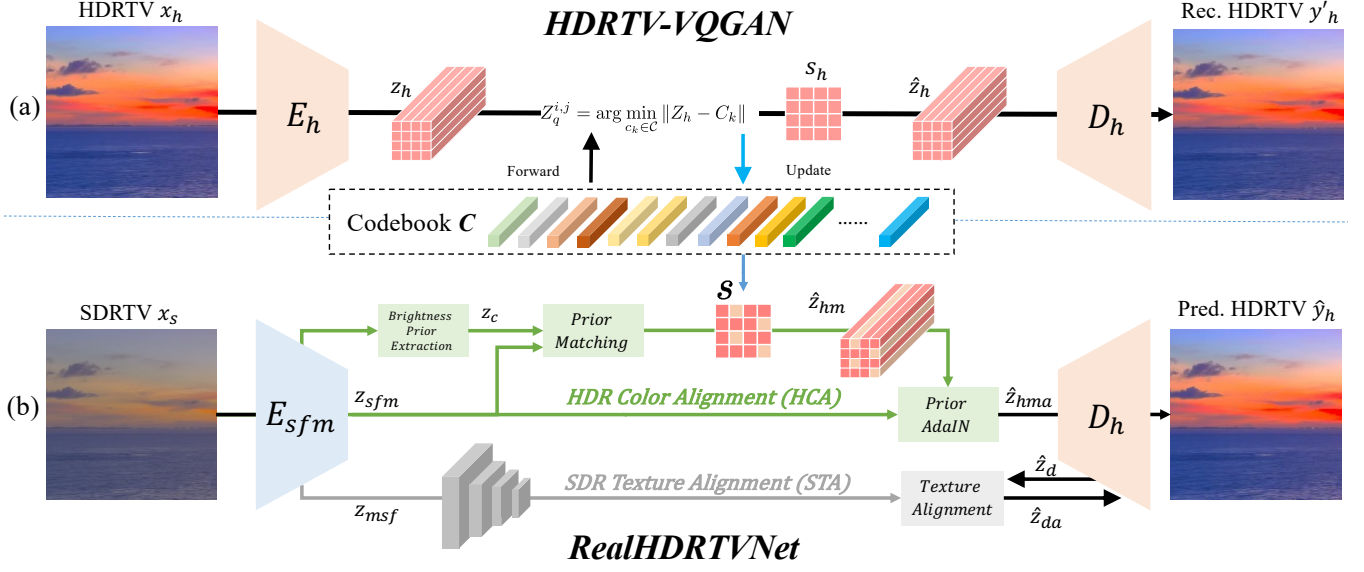 HDRTV-VQGAN
HDRTV x_h
Rec. HDRTV y'_h
(a)
E_h
z_h
Z_q^{i,j} = arg min_{c_k∈C} ‖Z_h − C_k‖
s_h
ẑ_h
D_h
Forward
Update
Codebook C
......
SDRTV x_s
S
Pred. HDRTV ŷ_h
(b)
E_sfm
Brightness
Prior
Extraction
z_c
Prior
Matching
ẑ_hm
z_sfm
HDR Color Alignment (HCA)
Prior
AdaIN
ẑ_hma
D_h
z_msf
SDR Texture Alignment (STA)
Texture
Alignment
ẑ_d
ẑ_da
RealHDRTVNet